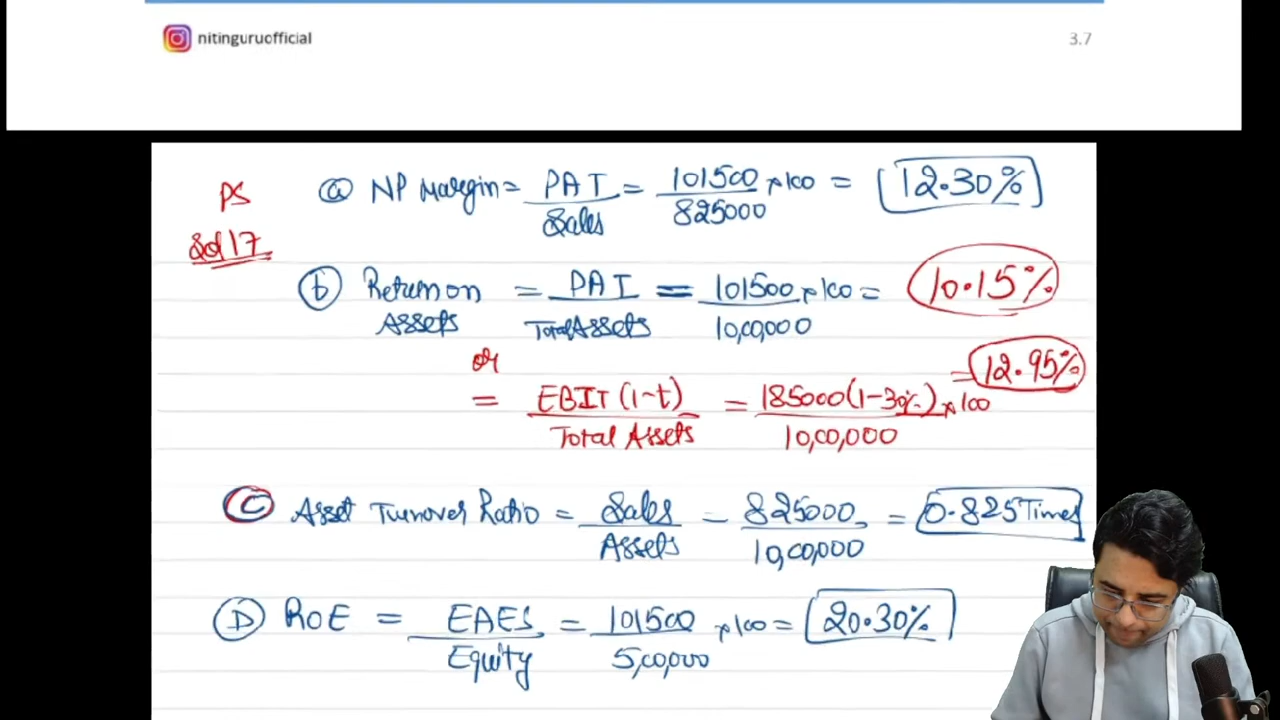 nitinguruofficial
3.7
PS
Sol 17
(a) NP Margin = PAT / Sales = 101500 / 825000 × 100 = 12.30%
(b) Return on Assets = PAT / Total Assets = 101500 / 10,00,000 × 100 = 10.15%
or
= EBIT (1-t) / Total Assets = 185000 (1-30%) / 10,00,000 × 100 = 12.95%
(C) Asset Turnover Ratio = Sales / Assets = 825000 / 10,00,000 = 0.825 Times
(D) ROE = EAES / Equity = 101500 / 5,00,000 × 100 = 20.30%